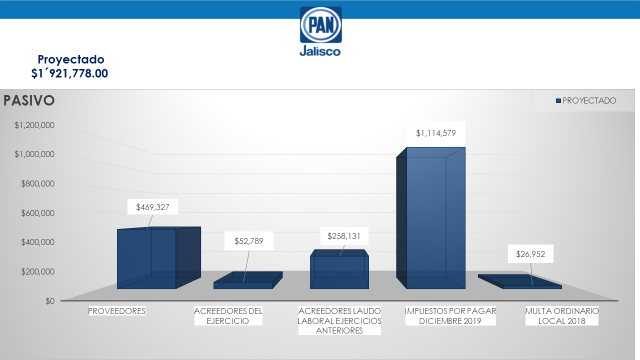 PAN
Jalisco
Proyectado
$1´921,778.00
PASIVO
PROYECTADO
$1,200,000
$1,000,000
$800,000
$600,000
$400,000
$200,000
$0
$469,327
$52,789
$258,131
$1,114,579
$26,952
PROVEEDORES
ACREEDORES DEL
EJERCICIO
ACREEDORES LAUDO
LABORAL EJERCICIOS
ANTERIORES
IMPUESTOS POR PAGAR
DICIEMBRE 2019
MULTA ORDINARIO
LOCAL 2018